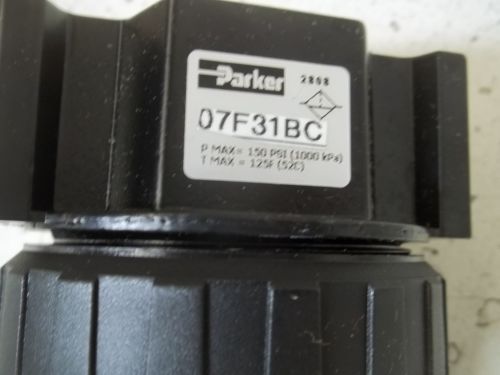 Parker 2808
07F31BC
P MAX = 150 PSI (1000 kPa)
T MAX = 125F (52C)